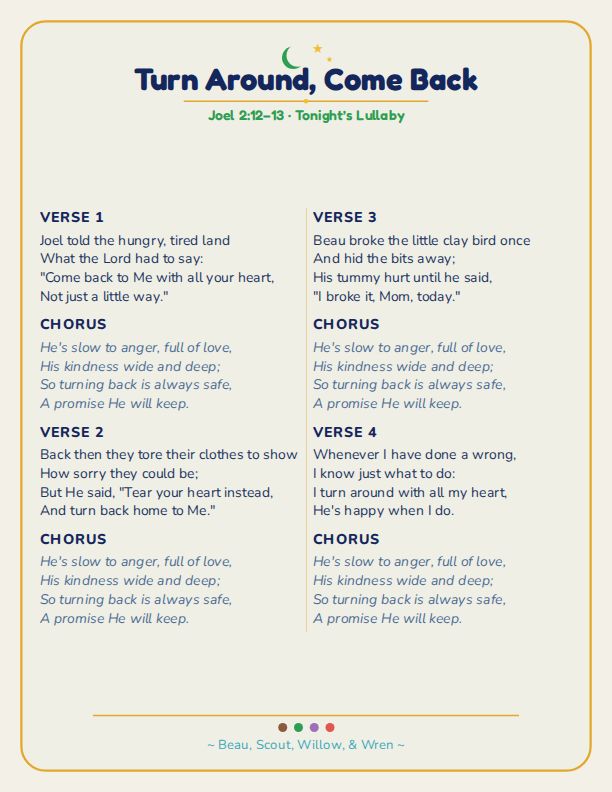 Turn Around, Come Back
Joel 2:12–13 · Tonight's Lullaby
VERSE 1
Joel told the hungry, tired land
What the Lord had to say:
"Come back to Me with all your heart,
Not just a little way."
CHORUS
He's slow to anger, full of love,
His kindness wide and deep;
So turning back is always safe,
A promise He will keep.
VERSE 2
Back then they tore their clothes to show
How sorry they could be;
But He said, "Tear your heart instead,
And turn back home to Me."
CHORUS
He's slow to anger, full of love,
His kindness wide and deep;
So turning back is always safe,
A promise He will keep.
VERSE 3
Beau broke the little clay bird once
And hid the bits away;
His tummy hurt until he said,
"I broke it, Mom, today."
CHORUS
He's slow to anger, full of love,
His kindness wide and deep;
So turning back is always safe,
A promise He will keep.
VERSE 4
Whenever I have done a wrong,
I know just what to do:
I turn around with all my heart,
He's happy when I do.
CHORUS
He's slow to anger, full of love,
His kindness wide and deep;
So turning back is always safe,
A promise He will keep.
~ Beau, Scout, Willow, & Wren ~